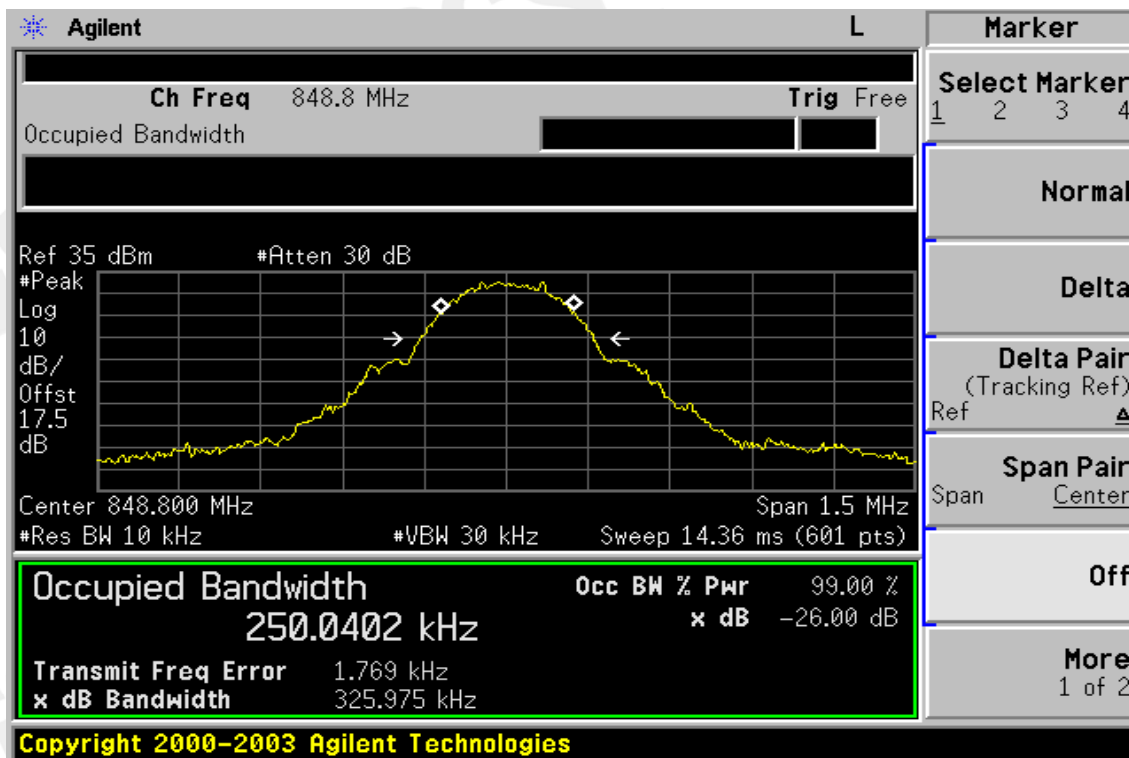 Agilent L Marker
Ch Freq 848.8 MHz Trig Free
Occupied Bandwidth
Select Marker
1 2 3 4
Normal
Delta
Delta Pair
(Tracking Ref)
Ref Δ
Span Pair
Span Center
Off
More
1 of 2
Ref 35 dBm #Atten 30 dB
#Peak
Log
10
dB/
Offst
17.5
dB
Center 848.800 MHz Span 1.5 MHz
#Res BW 10 kHz #VBW 30 kHz Sweep 14.36 ms (601 pts)
Occupied Bandwidth Occ BW % Pwr 99.00 %
250.0402 kHz x dB -26.00 dB
Transmit Freq Error 1.769 kHz
x dB Bandwidth 325.975 kHz
Copyright 2000-2003 Agilent Technologies